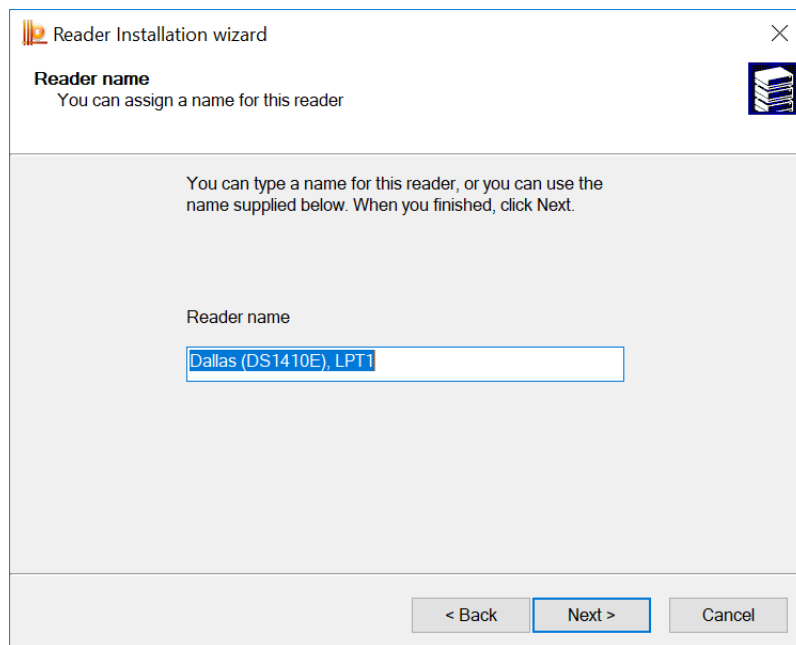 Reader Installation wizard
Reader name
You can assign a name for this reader
You can type a name for this reader, or you can use the
name supplied below. When you finished, click Next.
Reader name
Dallas (DS1410E), LPT1
< Back
Next >
Cancel